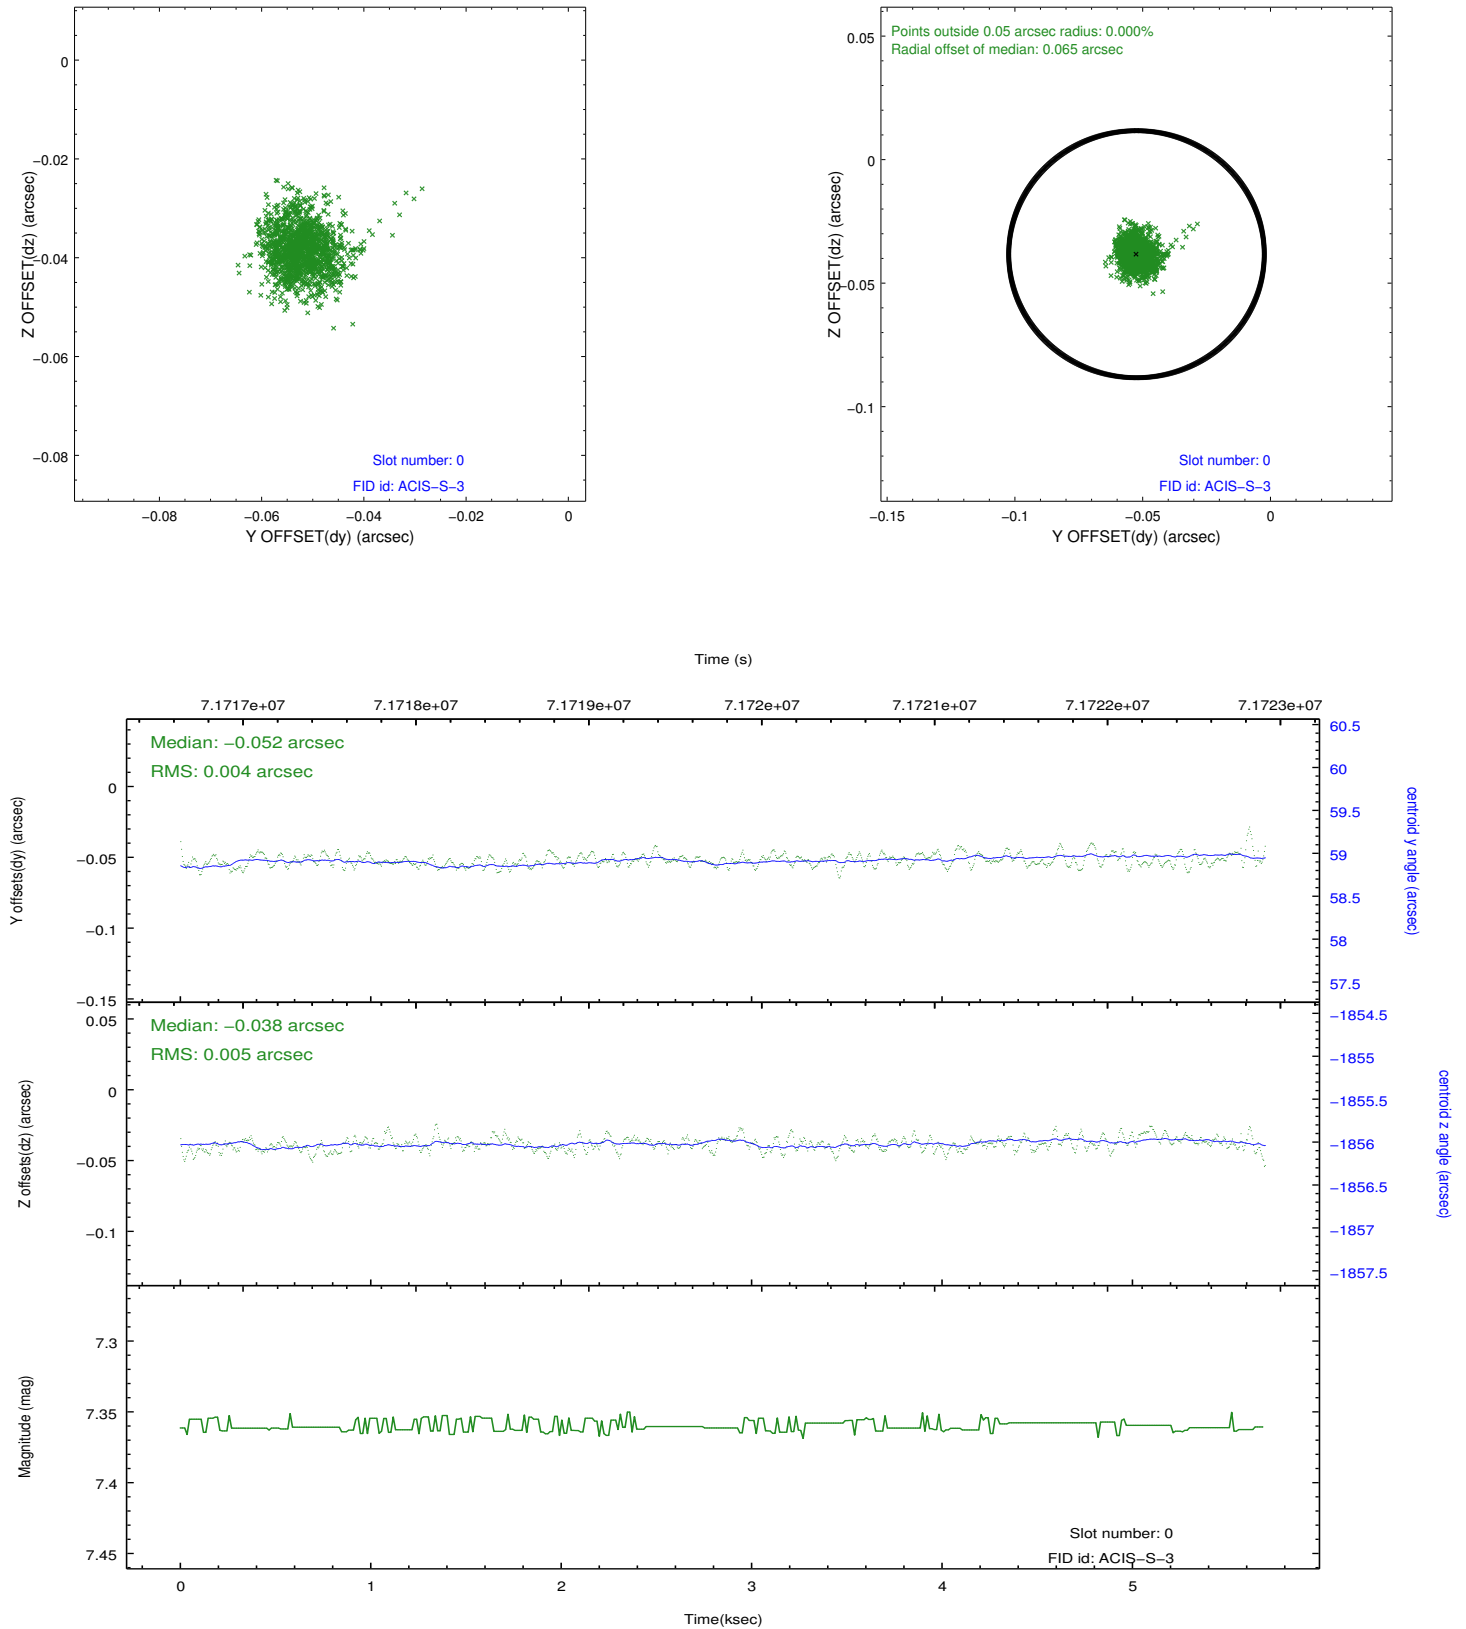 0
−0.02
−0.04
−0.06
−0.08
Z OFFSET(dz) (arcsec)
Slot number: 0
FID id: ACIS−S−3
−0.08
−0.06
−0.04
−0.02
0
Y OFFSET(dy) (arcsec)
Points outside 0.05 arcsec radius: 0.000%
Radial offset of median: 0.065 arcsec
0.05
0
−0.05
−0.1
Z OFFSET(dz) (arcsec)
Slot number: 0
FID id: ACIS−S−3
−0.15
−0.1
−0.05
0
Y OFFSET(dy) (arcsec)
Time (s)
7.1717e+07
7.1718e+07
7.1719e+07
7.172e+07
7.1721e+07
7.1722e+07
7.1723e+07
Median: −0.052 arcsec
RMS: 0.004 arcsec
0
−0.05
−0.1
−0.15
Y offsets(dy) (arcsec)
60.5
60
59.5
59
58.5
58
57.5
centroid y angle (arcsec)
Median: −0.038 arcsec
RMS: 0.005 arcsec
0.05
0
−0.05
−0.1
Z offsets(dz) (arcsec)
−1854.5
−1855
−1855.5
−1856
−1856.5
−1857
−1857.5
centroid z angle (arcsec)
7.3
7.35
7.4
7.45
Magnitude (mag)
Slot number: 0
FID id: ACIS−S−3
0
1
2
3
4
5
Time(ksec)